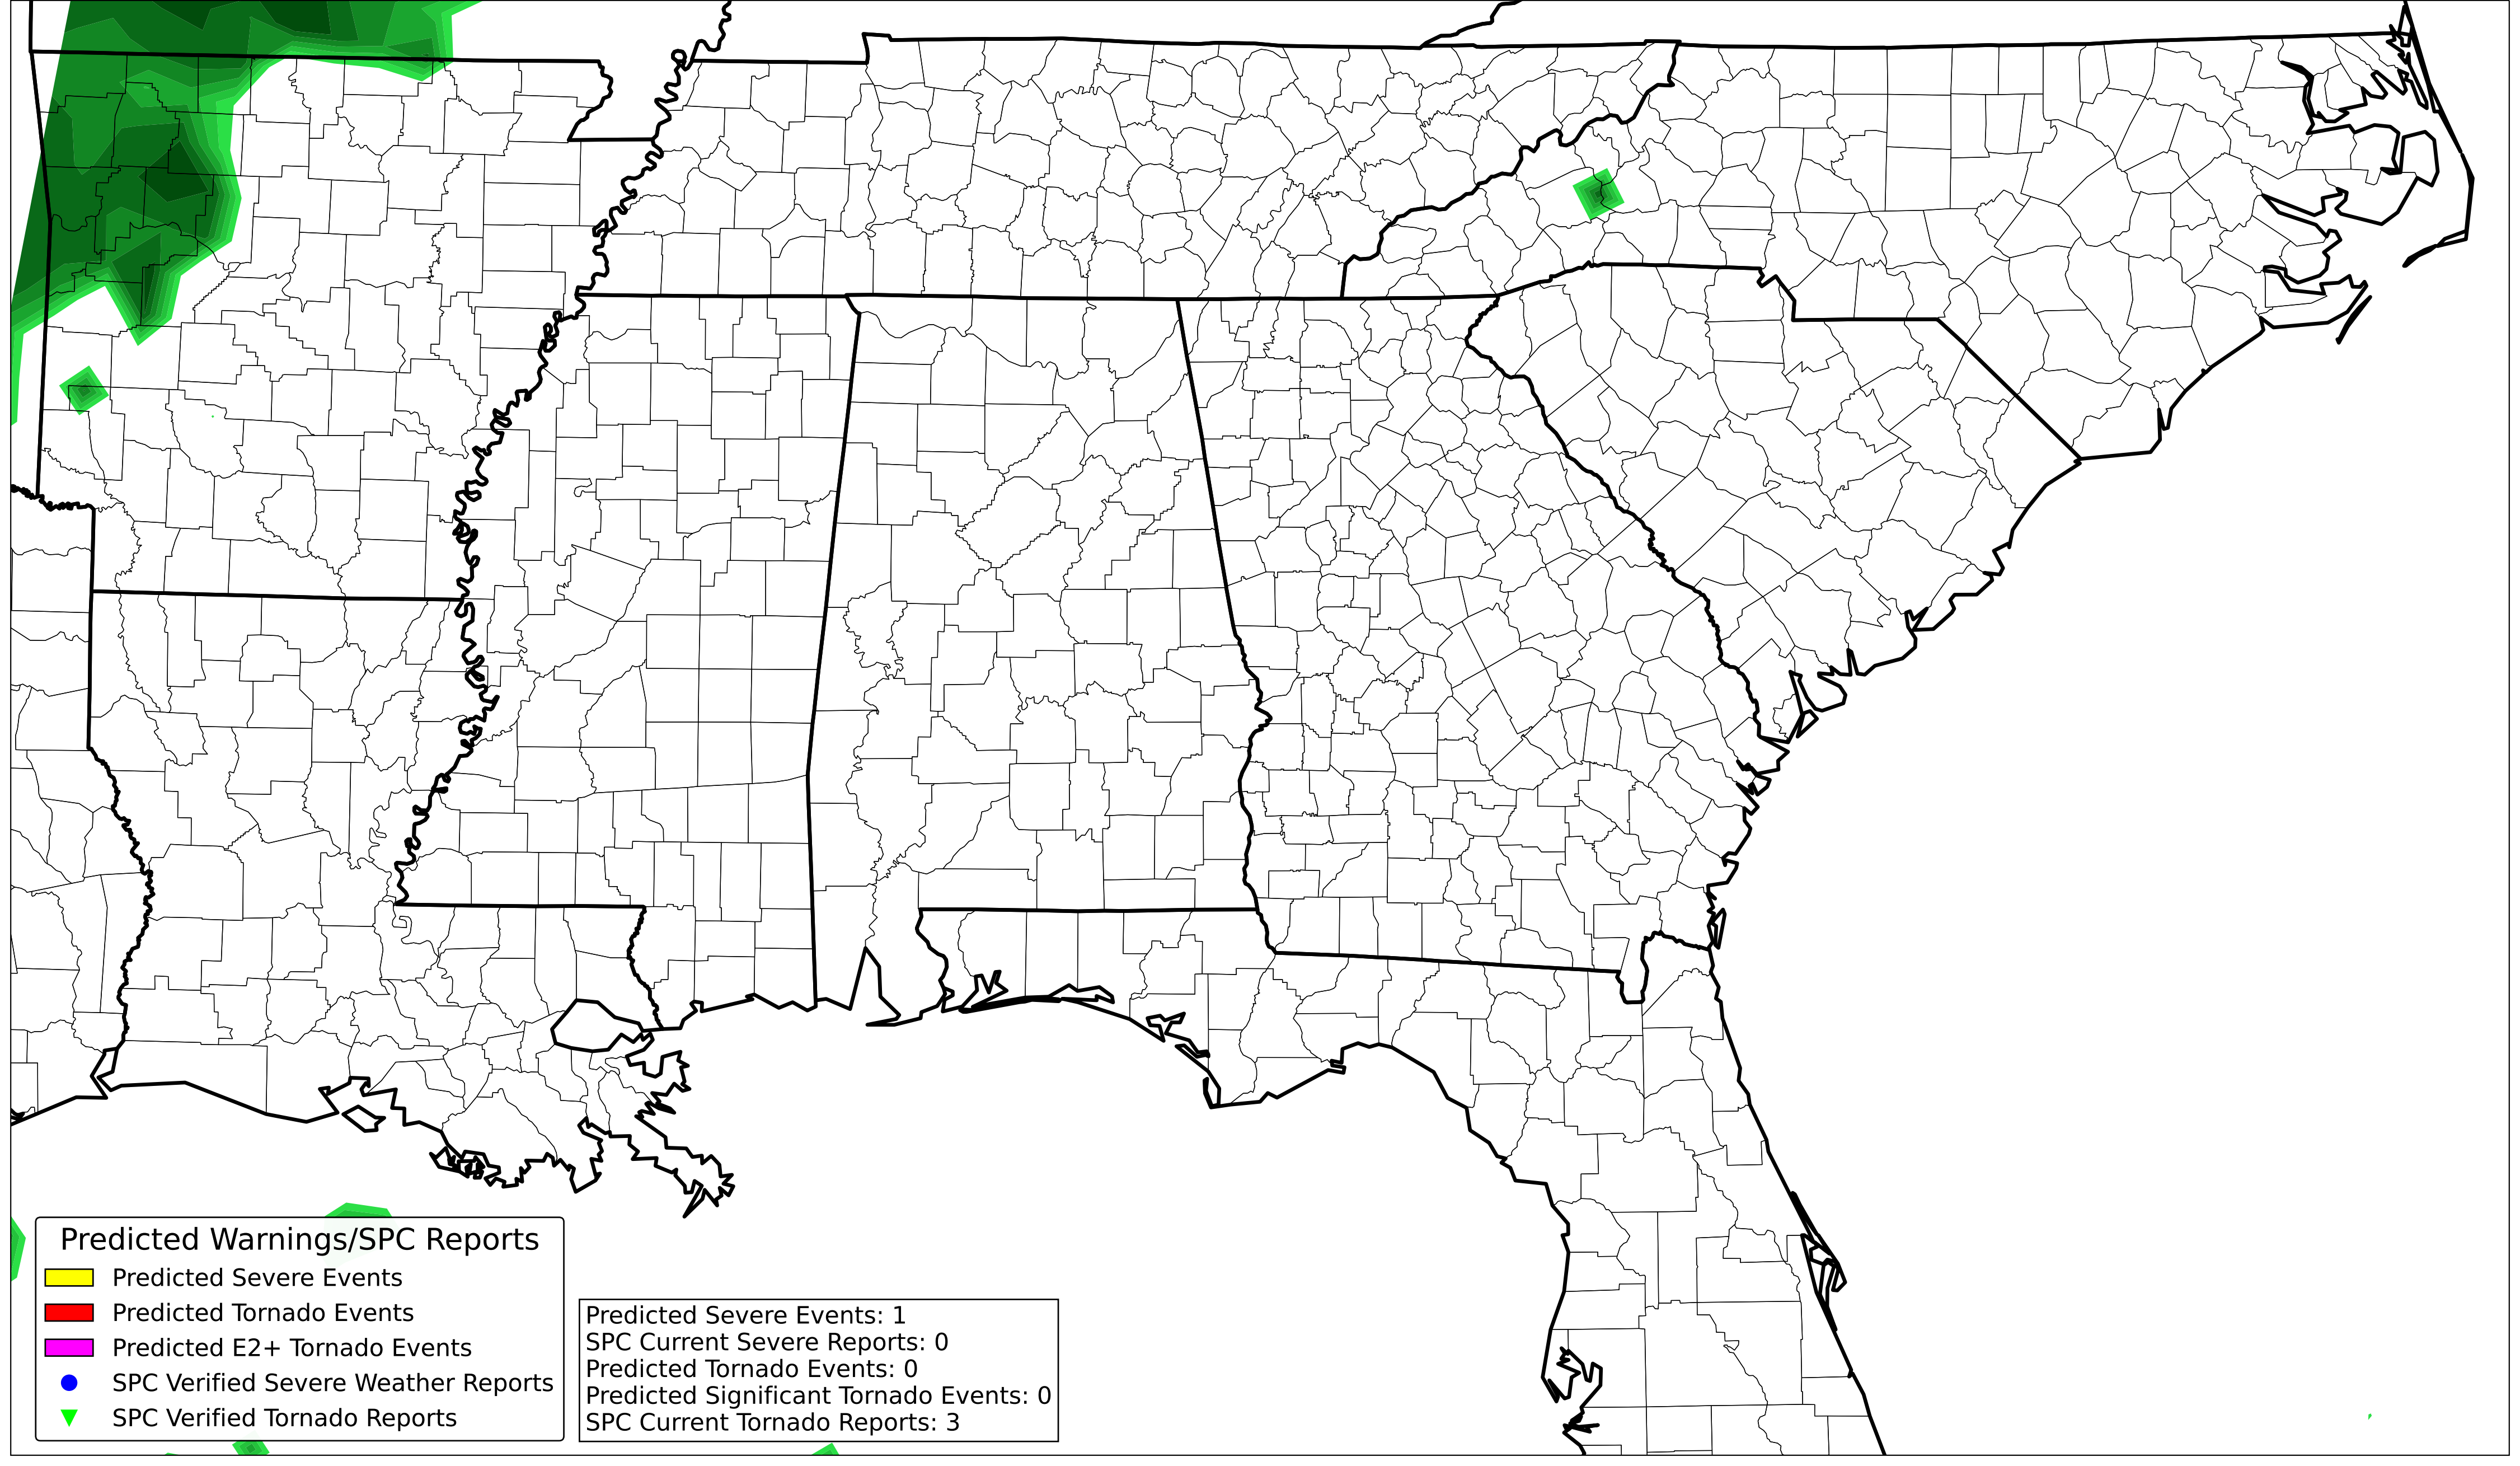 Predicted Warnings/SPC Reports
Predicted Severe Events
Predicted Tornado Events
Predicted E2+ Tornado Events
SPC Verified Severe Weather Reports
SPC Verified Tornado Reports
Predicted Severe Events: 1
SPC Current Severe Reports: 0
Predicted Tornado Events: 0
Predicted Significant Tornado Events: 0
SPC Current Tornado Reports: 3